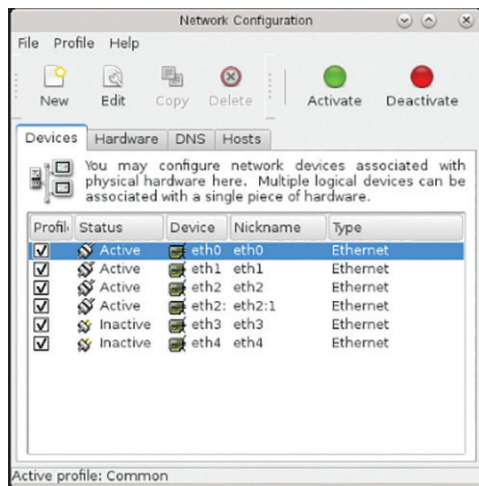 Network Configuration
File Profile Help
New Edit Copy Delete Activate Deactivate
Devices Hardware DNS Hosts
You may configure network devices associated with
physical hardware here. Multiple logical devices can be
associated with a single piece of hardware.
Profil Status Device Nickname Type
Active eth0 eth0 Ethernet
Active eth1 eth1 Ethernet
Active eth2 eth2 Ethernet
Active eth2: eth2:1 Ethernet
Inactive eth3 eth3 Ethernet
Inactive eth4 eth4 Ethernet
Active profile: Common